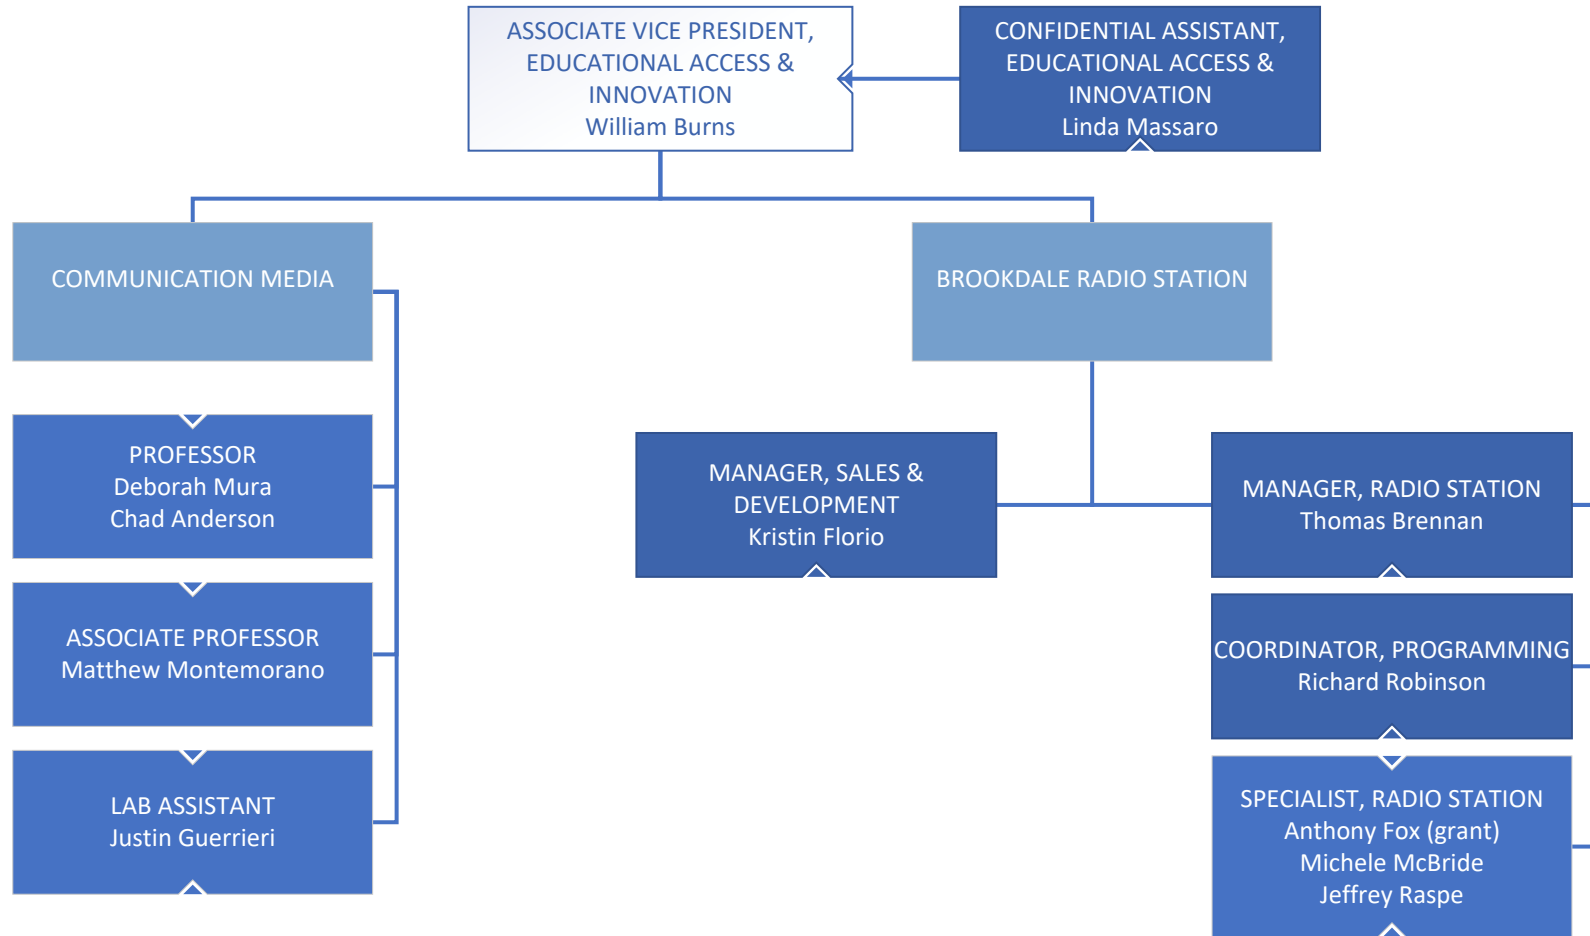 ASSOCIATE VICE PRESIDENT,
EDUCATIONAL ACCESS &
INNOVATION
William Burns
CONFIDENTIAL ASSISTANT,
EDUCATIONAL ACCESS &
INNOVATION
Linda Massaro
COMMUNICATION MEDIA
BROOKDALE RADIO STATION
PROFESSOR
Deborah Mura
Chad Anderson
ASSOCIATE PROFESSOR
Matthew Montemorano
LAB ASSISTANT
Justin Guerrieri
MANAGER, SALES &
DEVELOPMENT
Kristin Florio
MANAGER, RADIO STATION
Thomas Brennan
COORDINATOR, PROGRAMMING
Richard Robinson
SPECIALIST, RADIO STATION
Anthony Fox (grant)
Michele McBride
Jeffrey Raspe